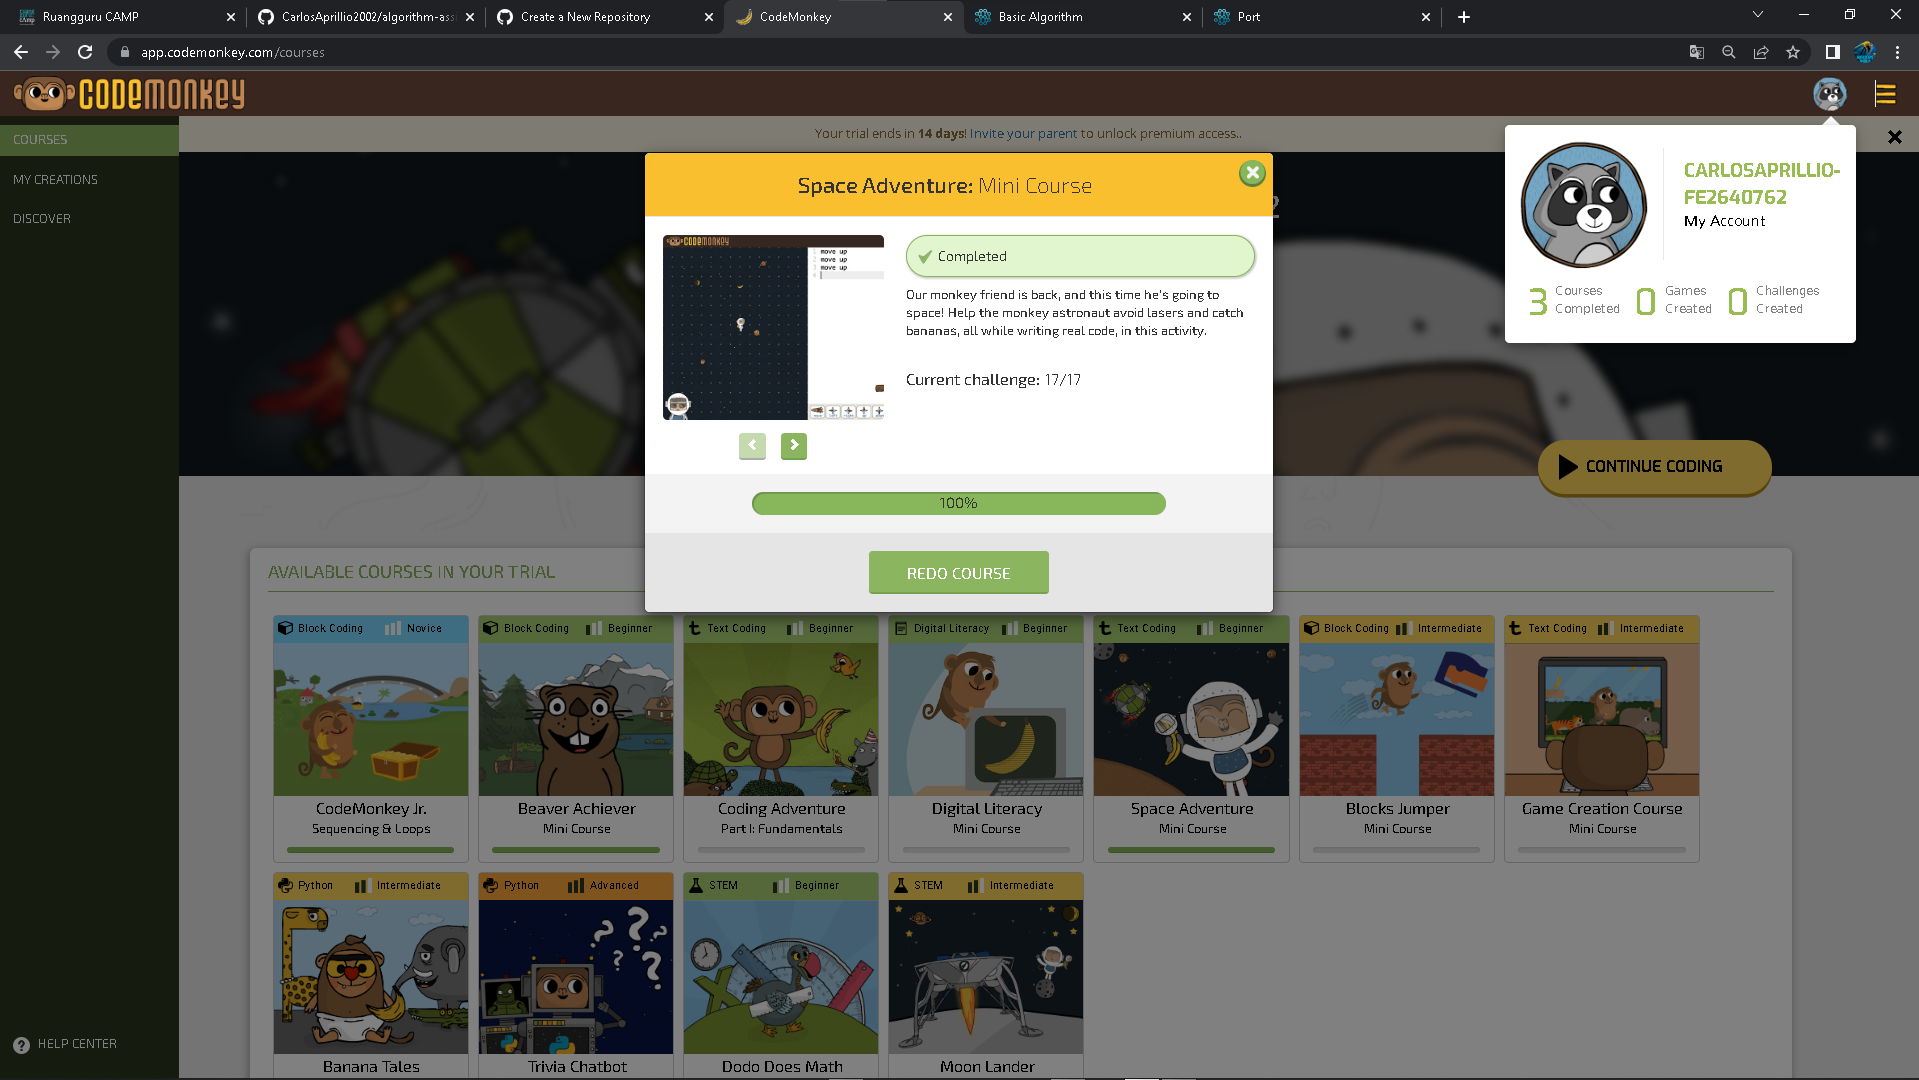 Ruangguru CAMP
CarlosAprillio2002/algorithm-assi
Create a New Repository
CodeMonkey
Basic Algorithm
Port
app.codemonkey.com/courses
CODEMONKEY
COURSES
MY CREATIONS
DISCOVER
Your trial ends in 14 days! Invite your parent to unlock premium access..
CARLOSAPRILLIO-
FE2640762
My Account
3 Courses Completed
0 Games Created
0 Challenges Created
Space Adventure: Mini Course
CODEMONKEY
move up
move up
move up
Completed
Our monkey friend is back, and this time he's going to
space! Help the monkey astronaut avoid lasers and catch
bananas, all while writing real code, in this activity.
Current challenge: 17/17
100%
REDO COURSE
CONTINUE CODING
AVAILABLE COURSES IN YOUR TRIAL
Block Coding Novice
Block Coding Beginner
Text Coding Beginner
Digital Literacy Beginner
Text Coding Beginner
Block Coding Intermediate
Text Coding Intermediate
CodeMonkey Jr.
Sequencing & Loops
Beaver Achiever
Mini Course
Coding Adventure
Part I: Fundamentals
Digital Literacy
Mini Course
Space Adventure
Mini Course
Blocks Jumper
Mini Course
Game Creation Course
Mini Course
Python Intermediate
Python Advanced
STEM Beginner
STEM Intermediate
Banana Tales
Trivia Chatbot
Dodo Does Math
Moon Lander
HELP CENTER